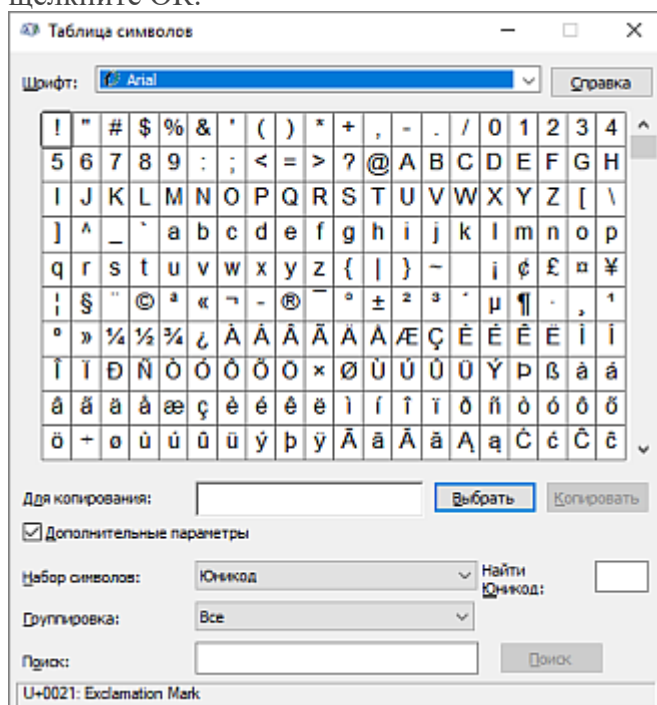 щелкните ОК.
Таблица символов
Шрифт: Arial Справка
! " # $ % & ' ( ) * + , - . / 0 1 2 3 4
5 6 7 8 9 : ; < = > ? @ A B C D E F G H
I J K L M N O P Q R S T U V W X Y Z [ \
] ^ _ ` a b c d e f g h i j k l m n o p
q r s t u v w x y z { | } ~ ¡ ¢ £ ¤ ¥
¦ § ¨ © ª « ¬ - ® ¯ ° ± ² ³ ´ µ ¶ · ¸ ¹
º » ¼ ½ ¾ ¿ À Á Â Ã Ä Å Æ Ç È É Ê Ë Ì Í
Î Ï Ð Ñ Ò Ó Ô Õ Ö × Ø Ù Ú Û Ü Ý Þ ß à á
â ã ä å æ ç è é ê ë ì í î ï ð ñ ò ó ô õ
ö ÷ ø ù ú û ü ý þ ÿ Ā ā Ă ă Ą ą Ć ć Ĉ ĉ
Для копирования: Выбрать Копировать
Дополнительные параметры
Набор символов: Юникод Найти
Юникод:
Группировка: Все
Поиск: Поиск
U+0021: Exclamation Mark